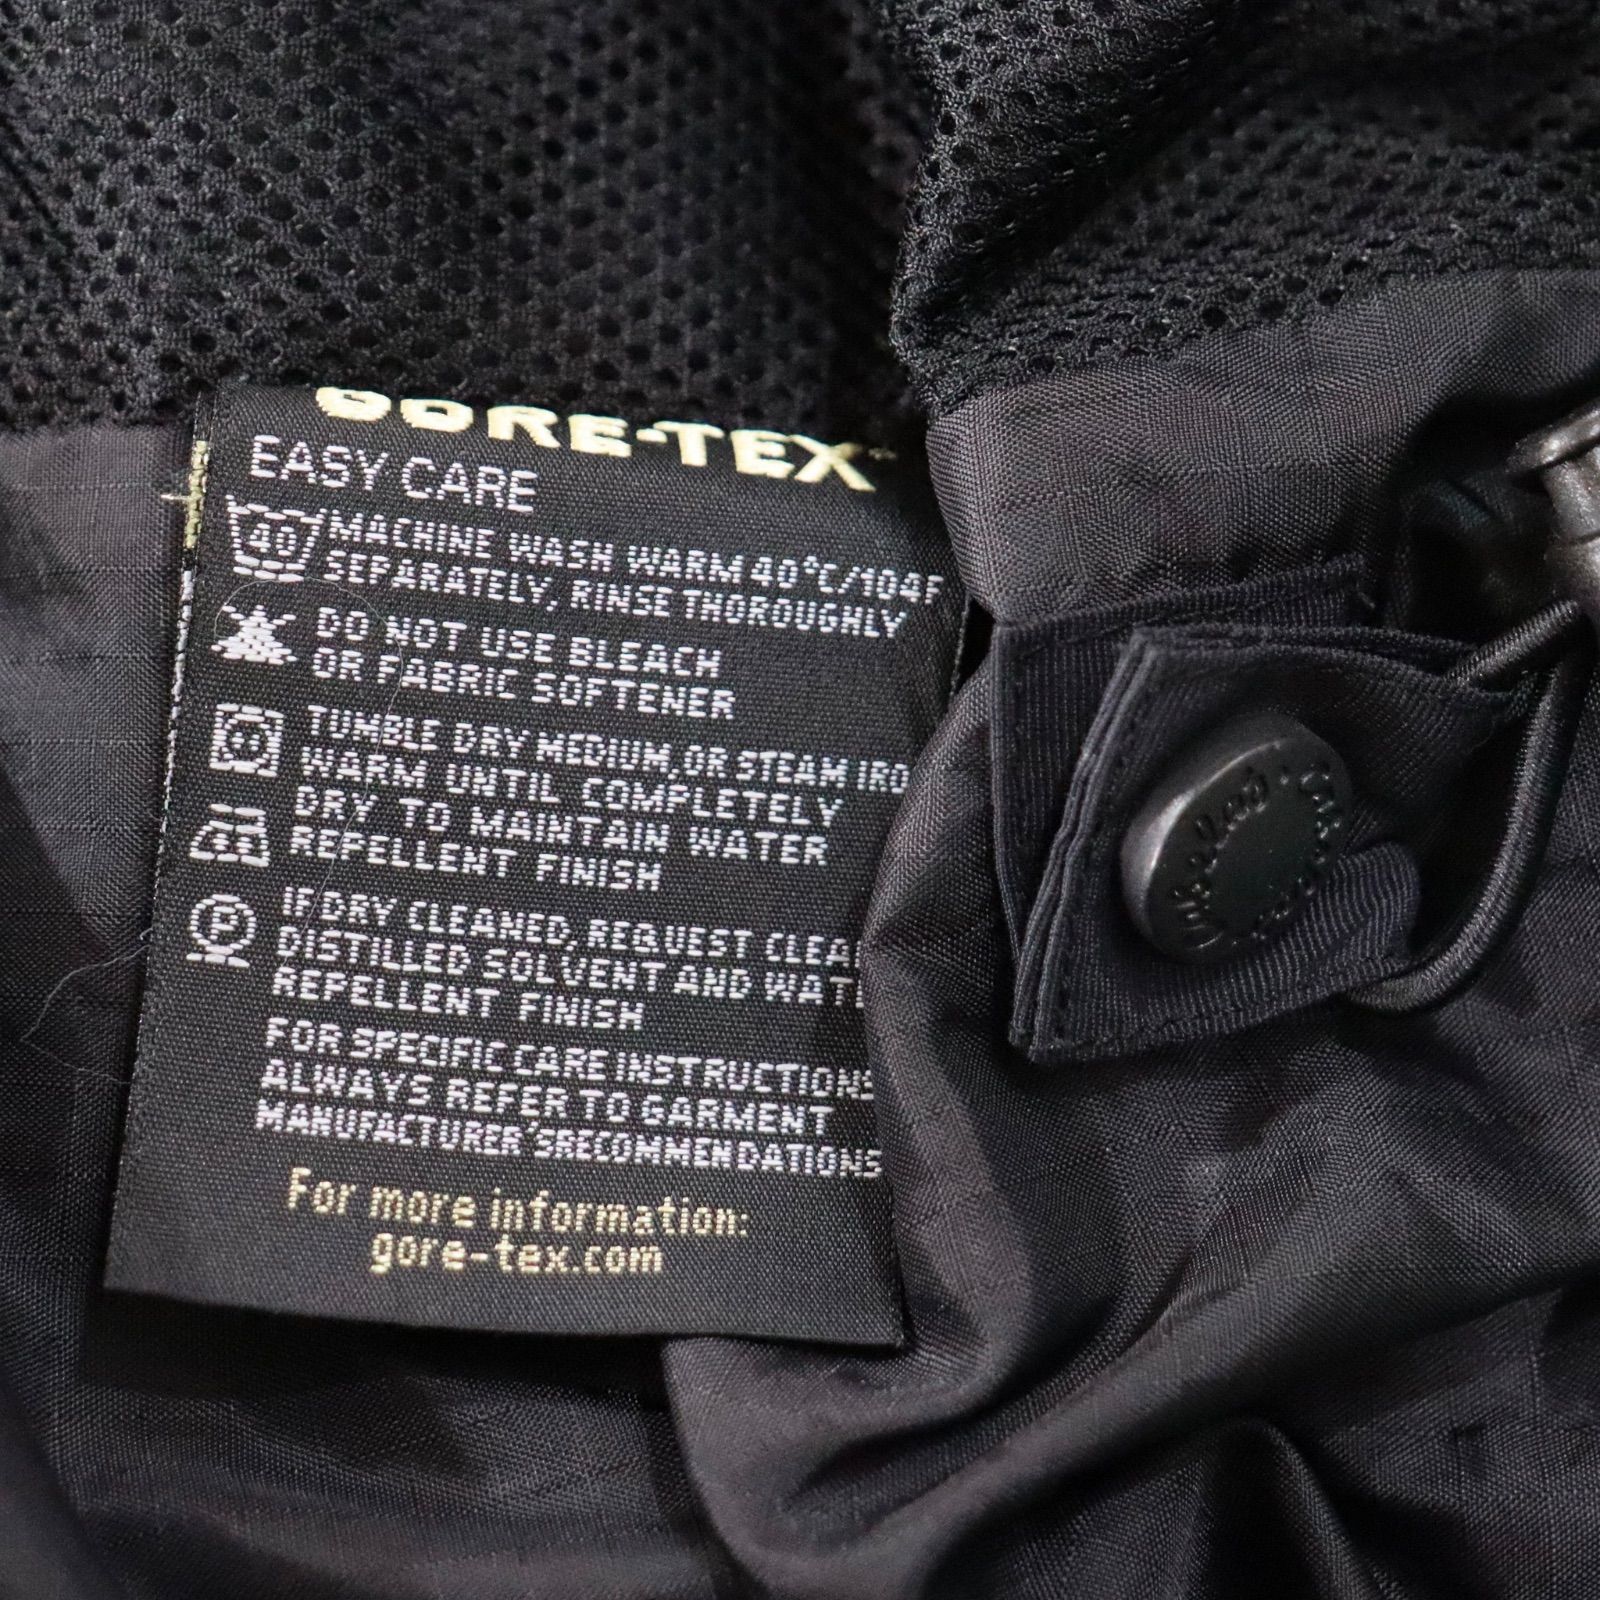 GORE-TEX
EASY CARE
40
MACHINE WASH WARM 40°C/104F
SEPARATELY, RINSE THOROUGHLY
DO NOT USE BLEACH
OR FABRIC SOFTENER
TUMBLE DRY MEDIUM, OR STEAM IRO
WARM UNTIL COMPLETELY
DRY TO MAINTAIN WATER
REPELLENT FINISH
P
IF DRY CLEANED, REQUEST CLEA
DISTILLED SOLVENT AND WATE
REPELLENT FINISH
FOR SPECIFIC CARE INSTRUCTIONS
ALWAYS REFER TO GARMENT
MANUFACTURER'S RECOMMENDATIONS
For more information:
gore-tex.com